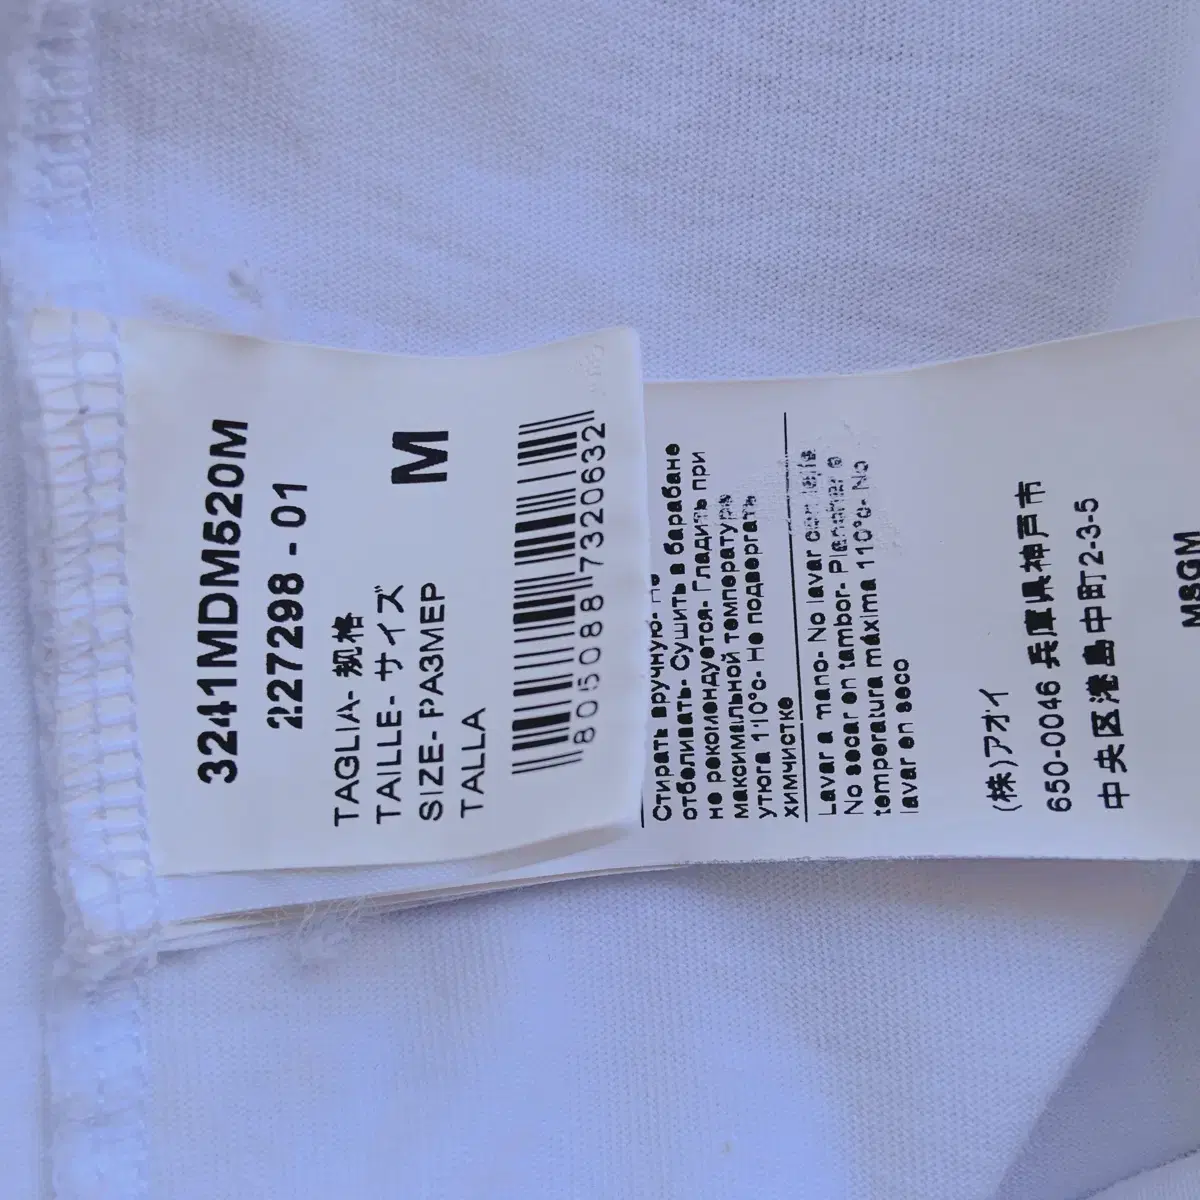 3241MDM520M
227298 - 01
TAGLIA- 规格
TAILLE- サイズ
SIZE- РАЗМЕР
TALLA
M
8050887320632
Стирать вручную- Не
отбеливать- Сушить в барабане
не рекомендуется- Гладить при
максимальной температуре
утюга 110°c- Не подвергать
химчистке
Lavar a mano- No lavar con lejía
No secar en tambor- Planchar a
temperatura máxima 110°c- No
lavar en seco
(株)アオイ
650-0046 兵庫県神戸市
中央区港島中町2-3-5
MSGM